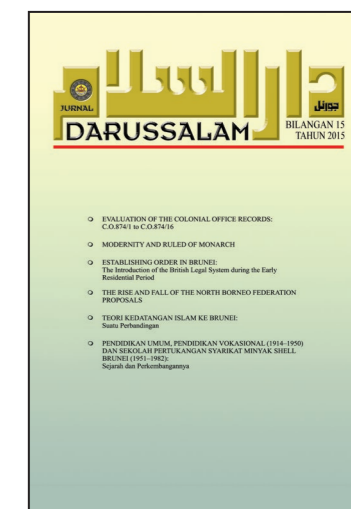 دارالسلام
JURNAL
جورنل
DARUSSALAM
BILANGAN 15
TAHUN 2015
EVALUATION OF THE COLONIAL OFFICE RECORDS:
C.O.874/1 to C.O.874/16
MODERNITY AND RULED OF MONARCH
ESTABLISHING ORDER IN BRUNEI:
The Introduction of the British Legal System during the Early
Residential Period
THE RISE AND FALL OF THE NORTH BORNEO FEDERATION
PROPOSALS
TEORI KEDATANGAN ISLAM KE BRUNEI:
Suatu Perbandingan
PENDIDIKAN UMUM, PENDIDIKAN VOKASIONAL (1914–1950)
DAN SEKOLAH PERTUKANGAN SYARIKAT MINYAK SHELL
BRUNEI (1951–1982):
Sejarah dan Perkembangannya